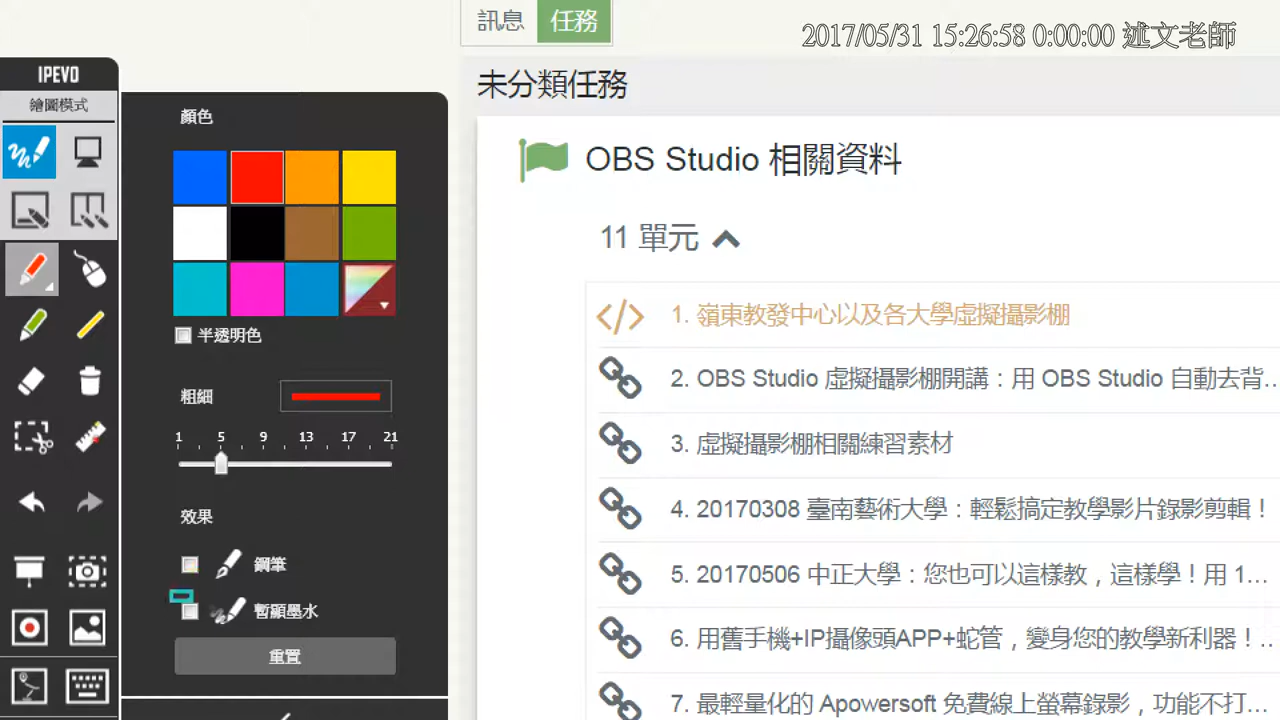 訊息 任務
2017/05/31 15:26:58 0:00:00 述文老師
IPEVO
繪圖模式
顏色
半透明色
粗細
1 5 9 13 17 21
效果
鋼筆
暫顯墨水
重置
未分類任務
OBS Studio 相關資料
11 單元
</> 1. 嶺東教發中心以及各大學虛擬攝影棚
2. OBS Studio 虛擬攝影棚開講：用 OBS Studio 自動去背...
3. 虛擬攝影棚相關練習素材
4. 20170308 臺南藝術大學：輕鬆搞定教學影片錄影剪輯！
5. 20170506 中正大學：您也可以這樣教，這樣學！用 1...
6. 用舊手機+IP攝像頭APP+蛇管，變身您的教學新利器！...
7. 最輕量化的 Apowersoft 免費線上螢幕錄影，功能不打...